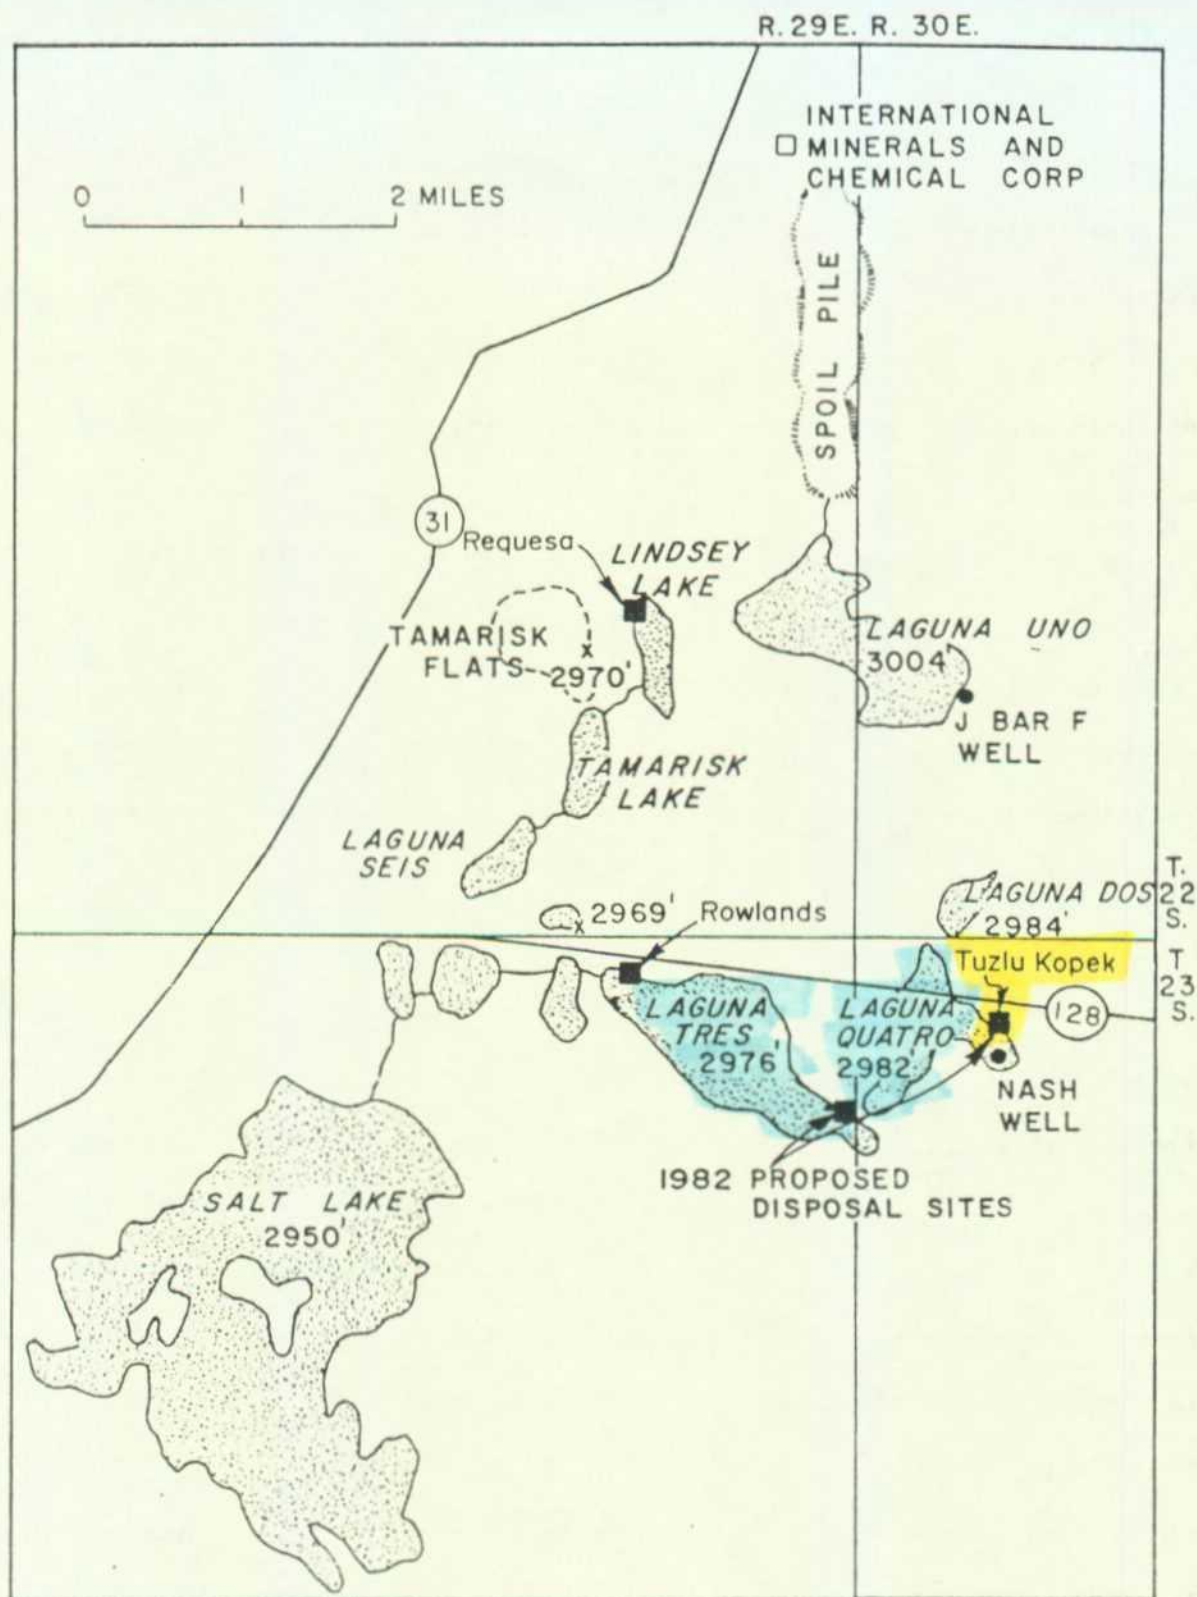 R. 29E. R. 30E.
INTERNATIONAL
MINERALS AND
CHEMICAL CORP
0 1 2 MILES
SPOIL PILE
31
Requesa
LINDSEY
LAKE
TAMARISK
FLATS
2970'
LAGUNA UNO
3004'
J BAR F
WELL
TAMARISK
LAKE
LAGUNA
SEIS
T.
22
S.
LAGUNA DOS
2984'
2969'
Rowlands
T
23
S.
Tuzlu Kopek
128
LAGUNA
TRES
2976'
LAGUNA
QUATRO
2982'
NASH
WELL
1982 PROPOSED
DISPOSAL SITES
SALT LAKE
2950'